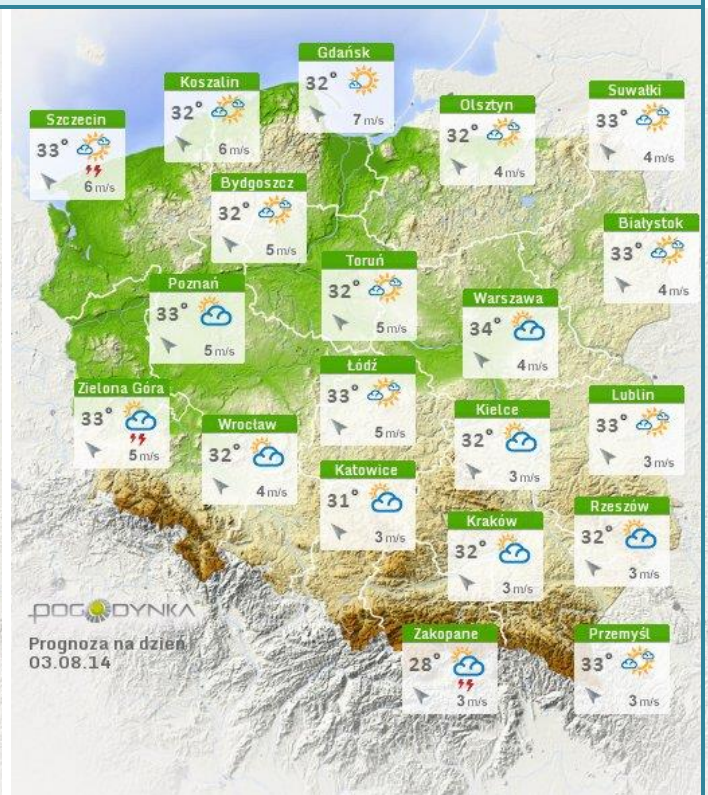 Gdańsk
32°
7 m/s
Koszalin
32°
6 m/s
Suwałki
33°
4 m/s
Olsztyn
32°
4 m/s
Szczecin
33°
6 m/s
Bydgoszcz
32°
5 m/s
Białystok
33°
4 m/s
Toruń
32°
5 m/s
Poznań
33°
5 m/s
Warszawa
34°
4 m/s
Łódź
33°
5 m/s
Zielona Góra
33°
5 m/s
Lublin
33°
3 m/s
Kielce
32°
3 m/s
Wrocław
32°
4 m/s
Katowice
31°
3 m/s
Rzeszów
32°
3 m/s
Kraków
32°
3 m/s
POGODYNKA
Prognoza na dzień
03.08.14
Zakopane
28°
3 m/s
Przemyśl
33°
3 m/s